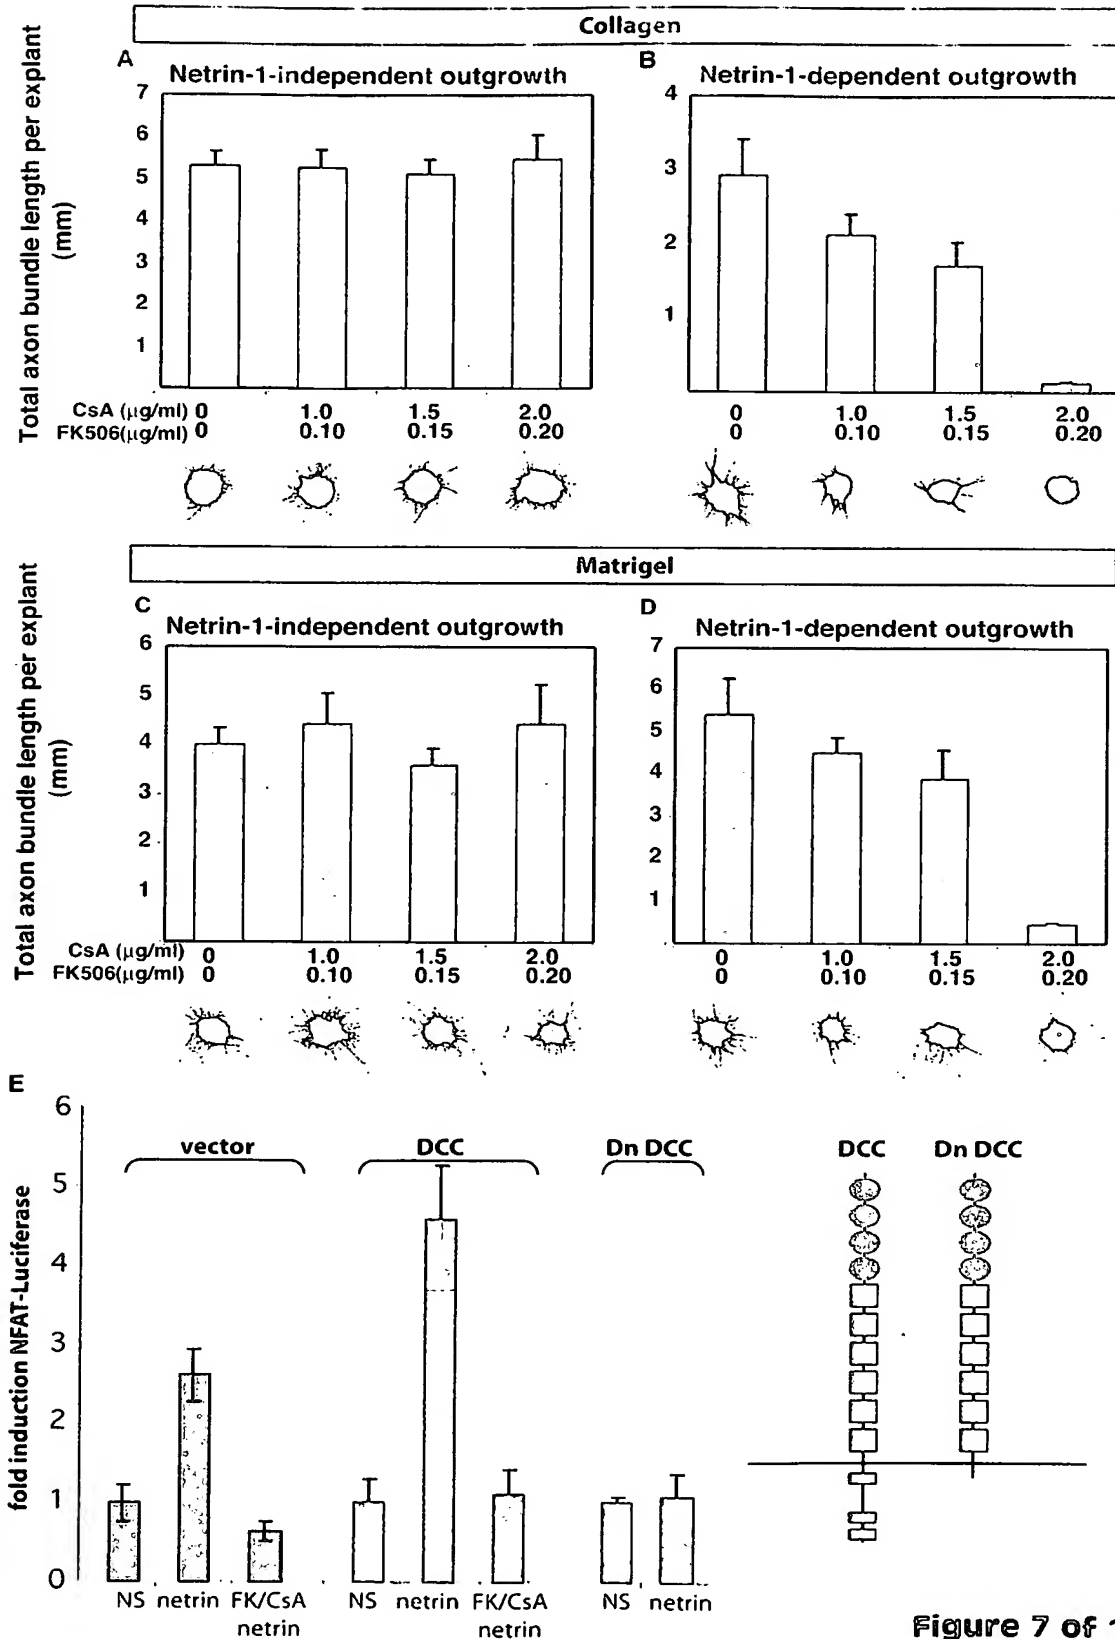 Collagen
A
Netrin-1-independent outgrowth
B
Netrin-1-dependent outgrowth
Total axon bundle length per explant
(mm)
7
6
5
4
3
2
1
4
3
2
1
CsA (μg/ml) 0 1.0 1.5 2.0
FK506(μg/ml) 0 0.10 0.15 0.20
0 1.0 1.5 2.0
0 0.10 0.15 0.20
Matrigel
C
Netrin-1-independent outgrowth
D
Netrin-1-dependent outgrowth
Total axon bundle length per explant
(mm)
6
5
4
3
2
1
7
6
5
4
3
2
1
CsA (μg/ml) 0 1.0 1.5 2.0
FK506(μg/ml) 0 0.10 0.15 0.20
0 1.0 1.5 2.0
0 0.10 0.15 0.20
E
fold induction NFAT-Luciferase
6
5
4
3
2
1
0
vector
DCC
Dn DCC
NS netrin FK/CsA
netrin
NS netrin FK/CsA
netrin
NS netrin
DCC Dn DCC
Figure 7 of